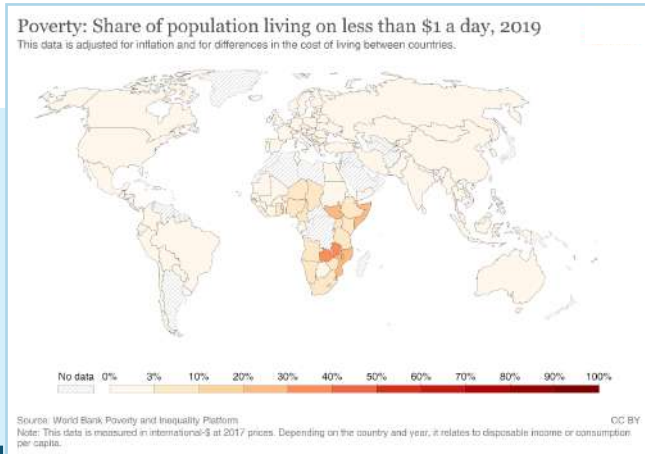 Poverty: Share of population living on less than $1 a day, 2019
This data is adjusted for inflation and for differences in the cost of living between countries.
No data 0% 3% 10% 20% 30% 40% 50% 60% 70% 80% 90% 100%
Source: World Bank Poverty and Inequality Platform CC BY
Note: This data is measured in international-$ at 2017 prices. Depending on the country and year, it relates to disposable income or consumption
per capita.